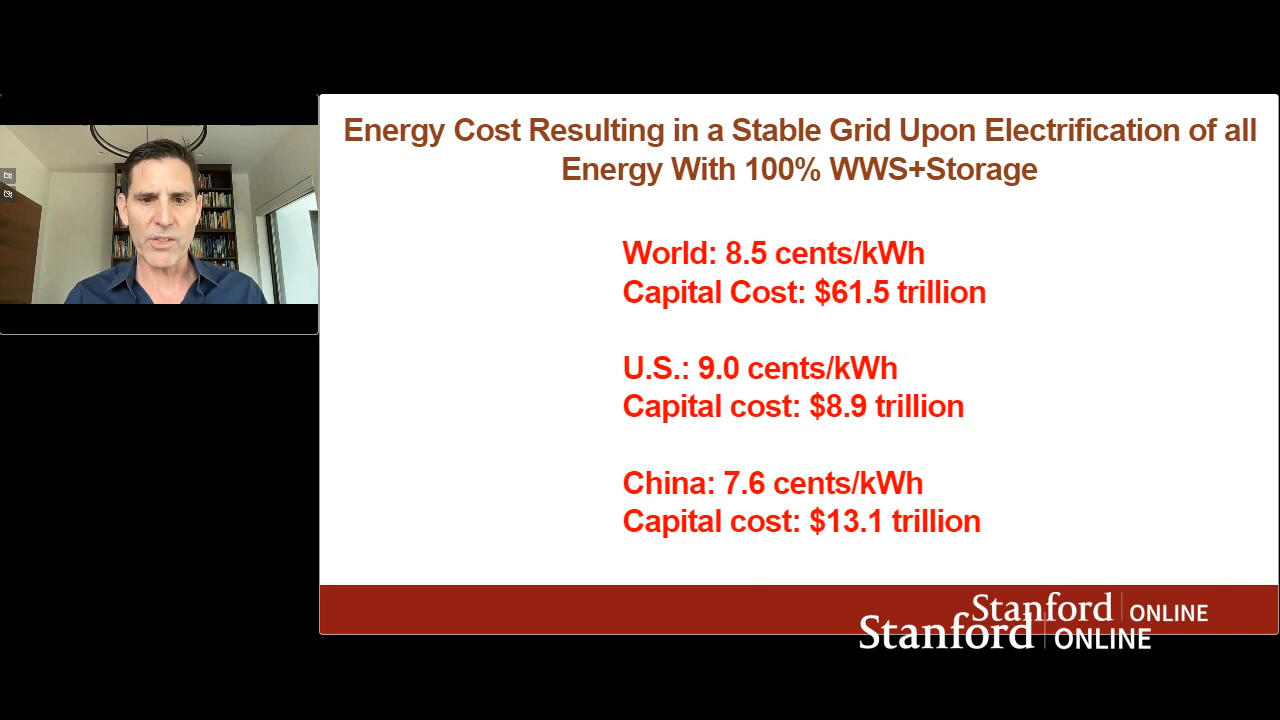 Energy Cost Resulting in a Stable Grid Upon Electrification of all
Energy With 100% WWS+Storage
World: 8.5 cents/kWh
Capital Cost: $61.5 trillion
U.S.: 9.0 cents/kWh
Capital cost: $8.9 trillion
China: 7.6 cents/kWh
Capital cost: $13.1 trillion
Stanford ONLINE
Stanford ONLINE